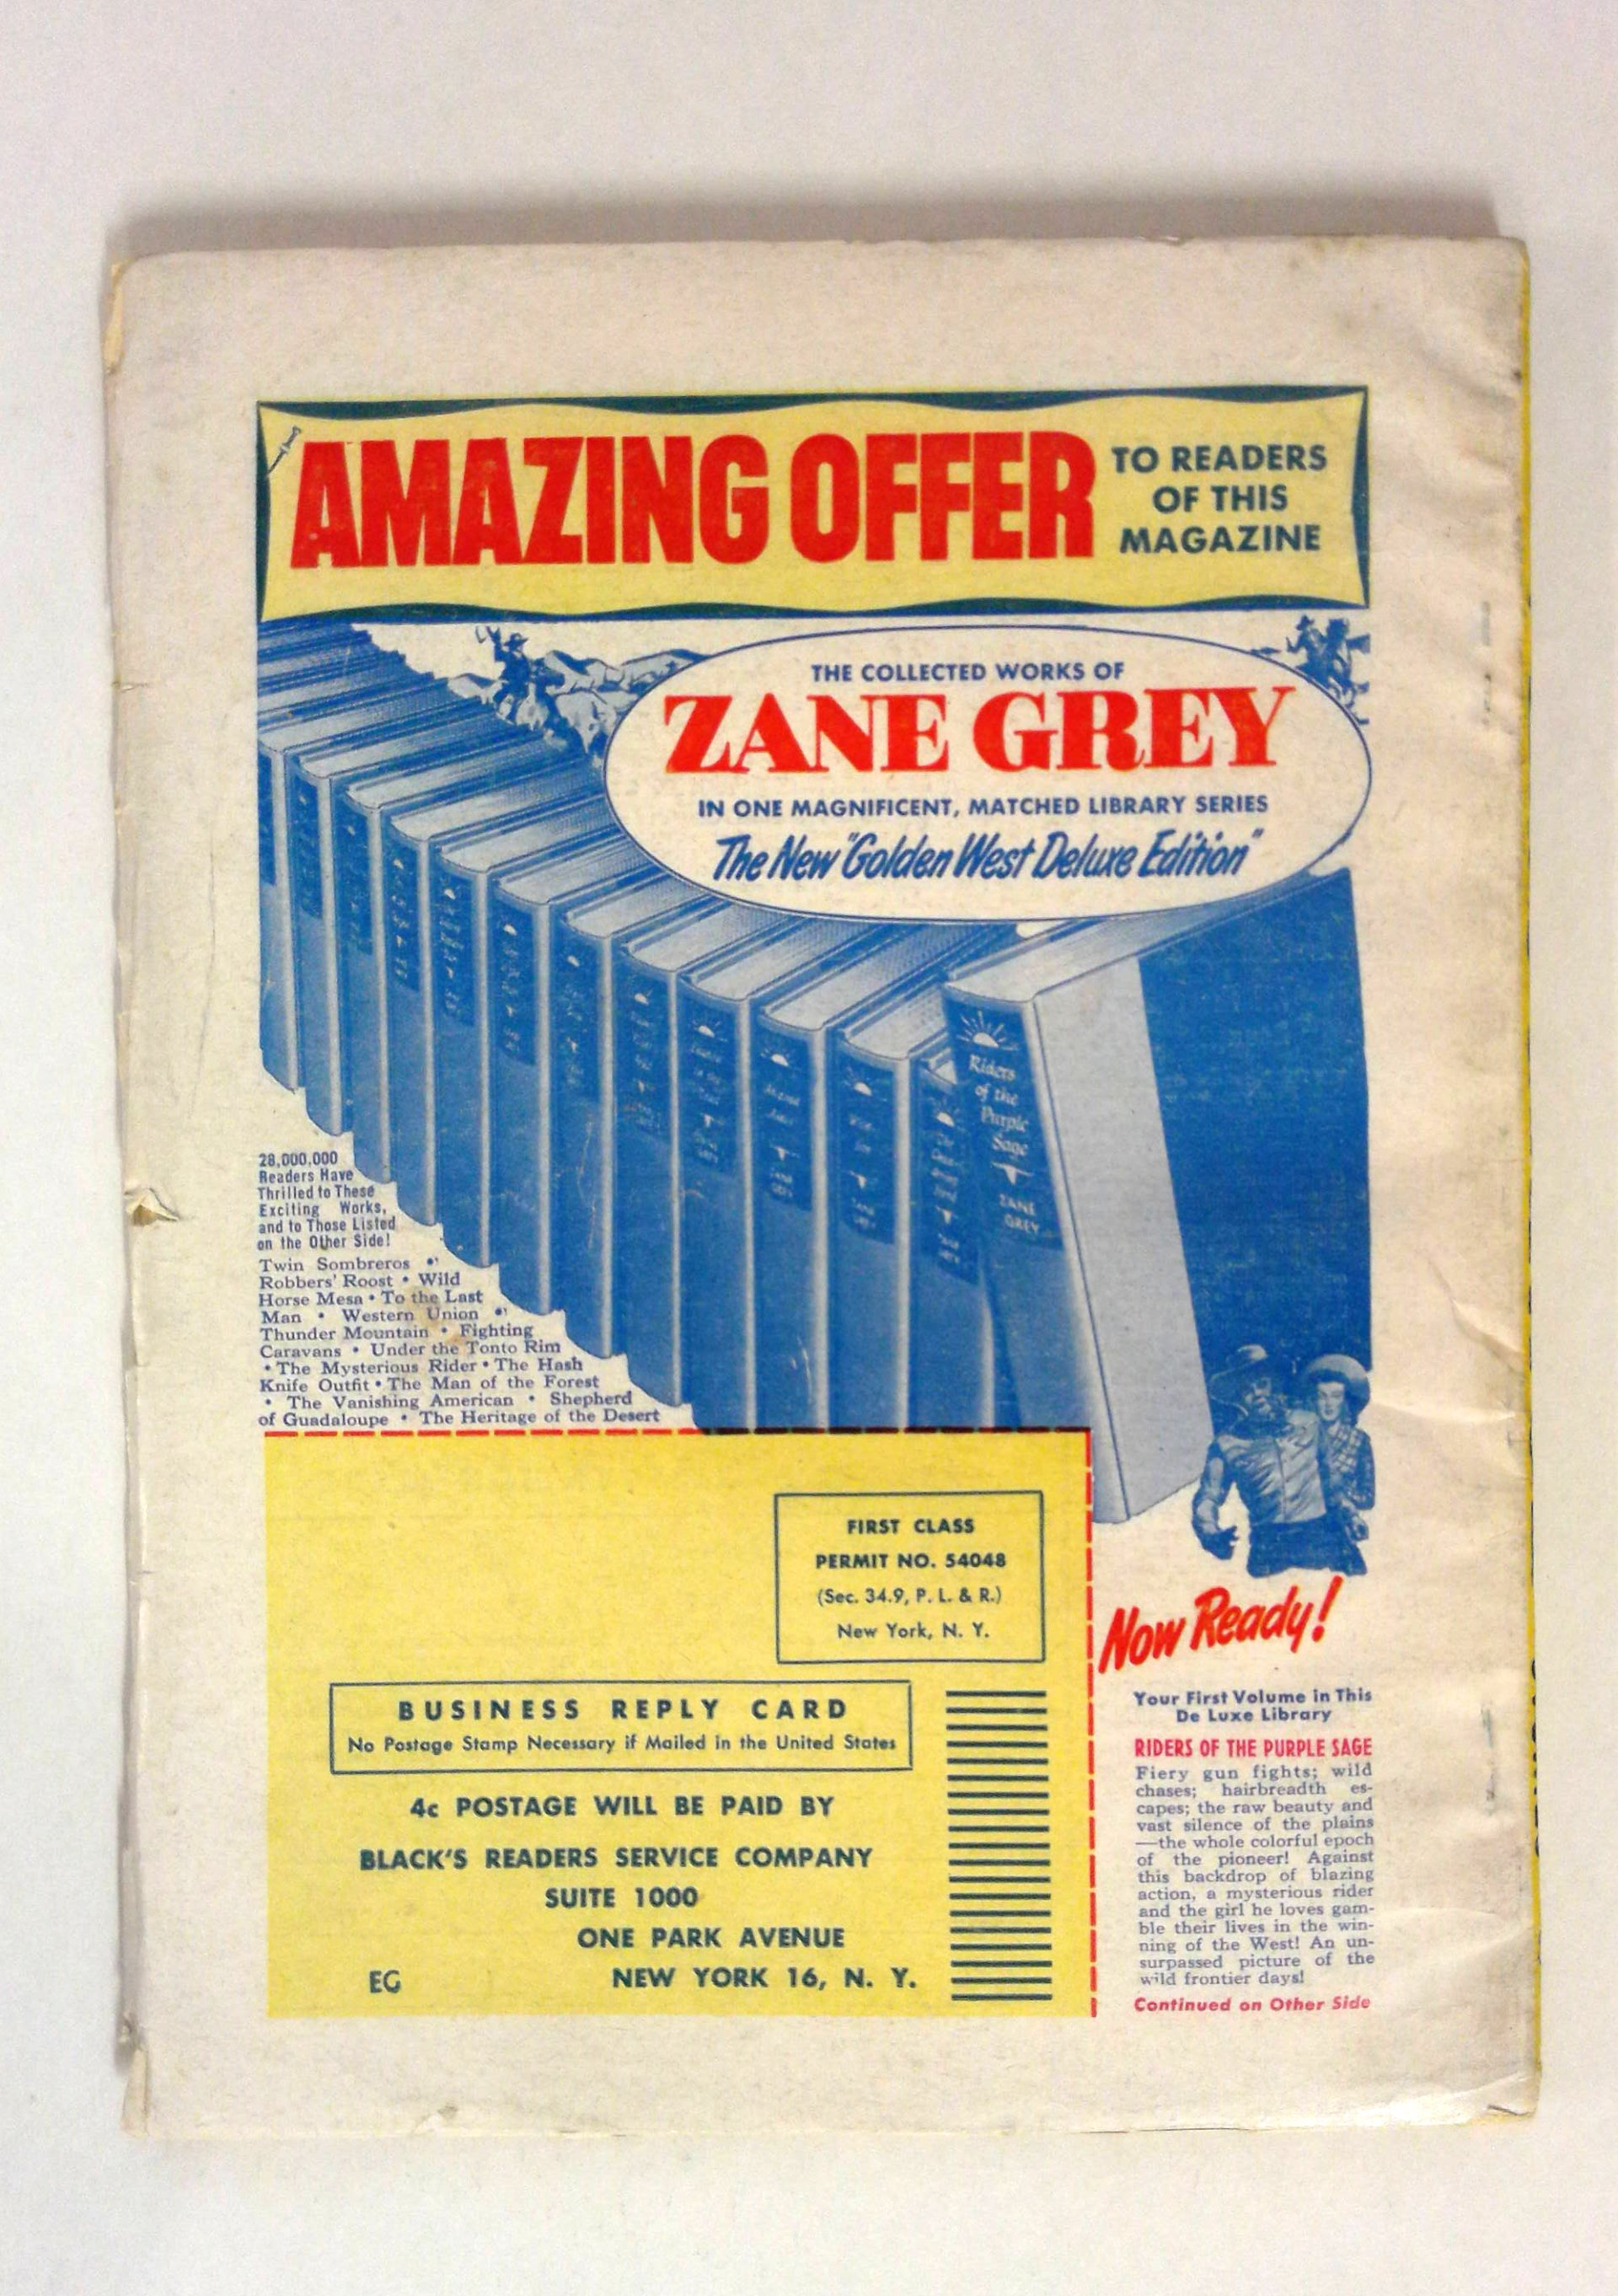 AMAZING OFFER
TO READERS
OF THIS
MAGAZINE
THE COLLECTED WORKS OF
ZANE GREY
IN ONE MAGNIFICENT, MATCHED LIBRARY SERIES
The New "Golden West Deluxe Edition"
Riders
of the
Purple
Sage
ZANE
GREY
28,000,000
Readers Have
Thrilled to These
Exciting Works,
and to Those Listed
on the Other Side!
Twin Sombreros •
Robbers' Roost • Wild
Horse Mesa • To the Last
Man • Western Union •
Thunder Mountain • Fighting
Caravans • Under the Tonto Rim
• The Mysterious Rider • The Hash
Knife Outfit • The Man of the Forest
• The Vanishing American • Shepherd
of Guadaloupe • The Heritage of the Desert
FIRST CLASS
PERMIT NO. 54048
(Sec. 34.9, P. L. & R.)
New York, N. Y.
BUSINESS REPLY CARD
No Postage Stamp Necessary if Mailed in the United States
4c POSTAGE WILL BE PAID BY
BLACK'S READERS SERVICE COMPANY
SUITE 1000
ONE PARK AVENUE
NEW YORK 16, N. Y.
EG
Now Ready!
Your First Volume in This
De Luxe Library
RIDERS OF THE PURPLE SAGE
Fiery gun fights; wild
chases; hairbreadth es-
capes; the raw beauty and
vast silence of the plains
—the whole colorful epoch
of the pioneer! Against
this backdrop of blazing
action, a mysterious rider
and the girl he loves gam-
ble their lives in the win-
ning of the West! An un-
surpassed picture of the
wild frontier days!
Continued on Other Side